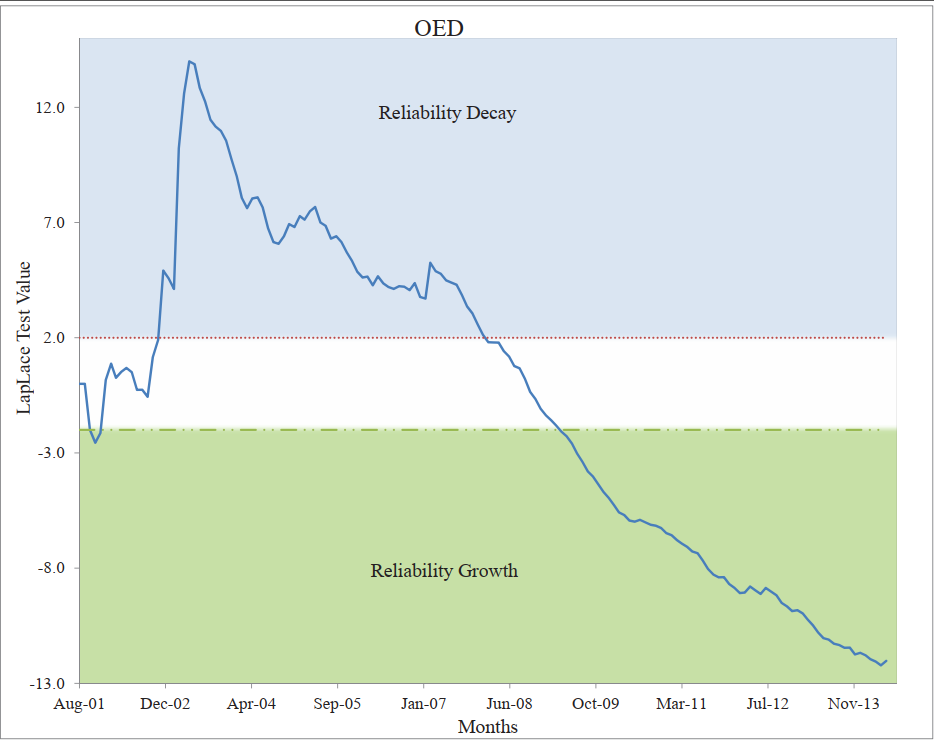 OED
Reliability Decay
12.0
7.0
2.0
-3.0
-8.0
-13.0
LapLace Test Value
Reliability Growth
Aug-01 Dec-02 Apr-04 Sep-05 Jan-07 Jun-08 Oct-09 Mar-11 Jul-12 Nov-13
Months